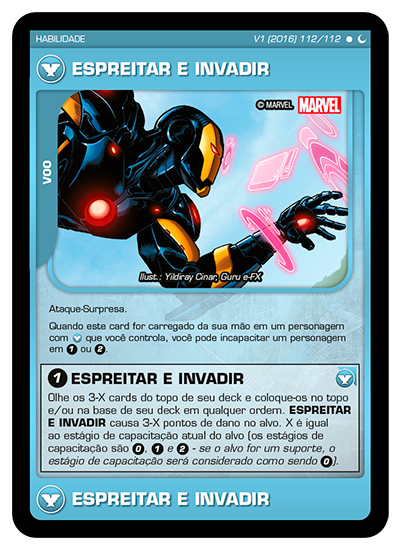 HABILIDADE
V1 (2016) 112/112
ESPREITAR E INVADIR
© MARVEL MARVEL
VOO
Ilust.: Yildiray Cinar, Guru e-FX
Ataque-Surpresa.
Quando este card for carregado da sua mão em um personagem
com que você controla, você pode incapacitar um personagem
em 1 ou 2.
1 ESPREITAR E INVADIR
Olhe os 3-X cards do topo de seu deck e coloque-os no topo
e/ou na base de seu deck em qualquer ordem. ESPREITAR
E INVADIR causa 3-X pontos de dano no alvo. X é igual
ao estágio de capacitação atual do alvo (os estágios de
capacitação são 0, 1 e 2 - se o alvo for um suporte, o
estágio de capacitação será considerado como sendo 0).
ESPREITAR E INVADIR